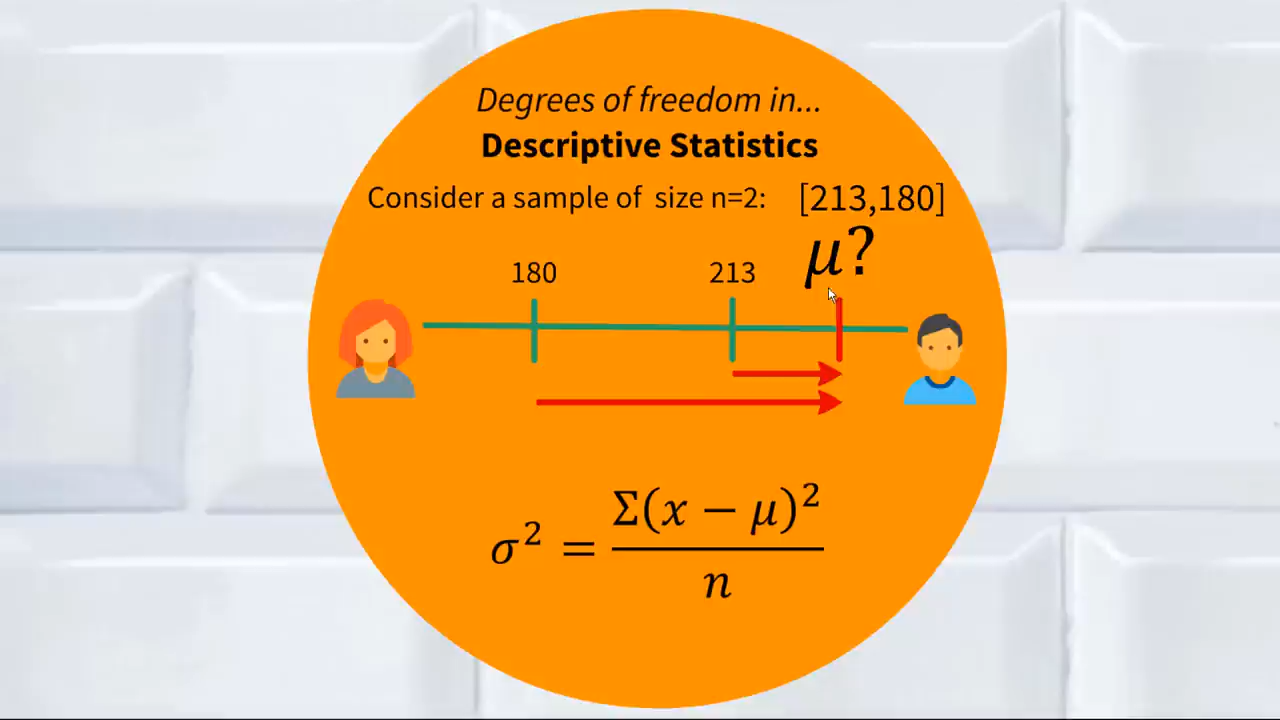 Degrees of freedom in...
Descriptive Statistics
Consider a sample of size n=2: [213,180]
μ?
180 213
σ² = Σ(x − μ)² / n